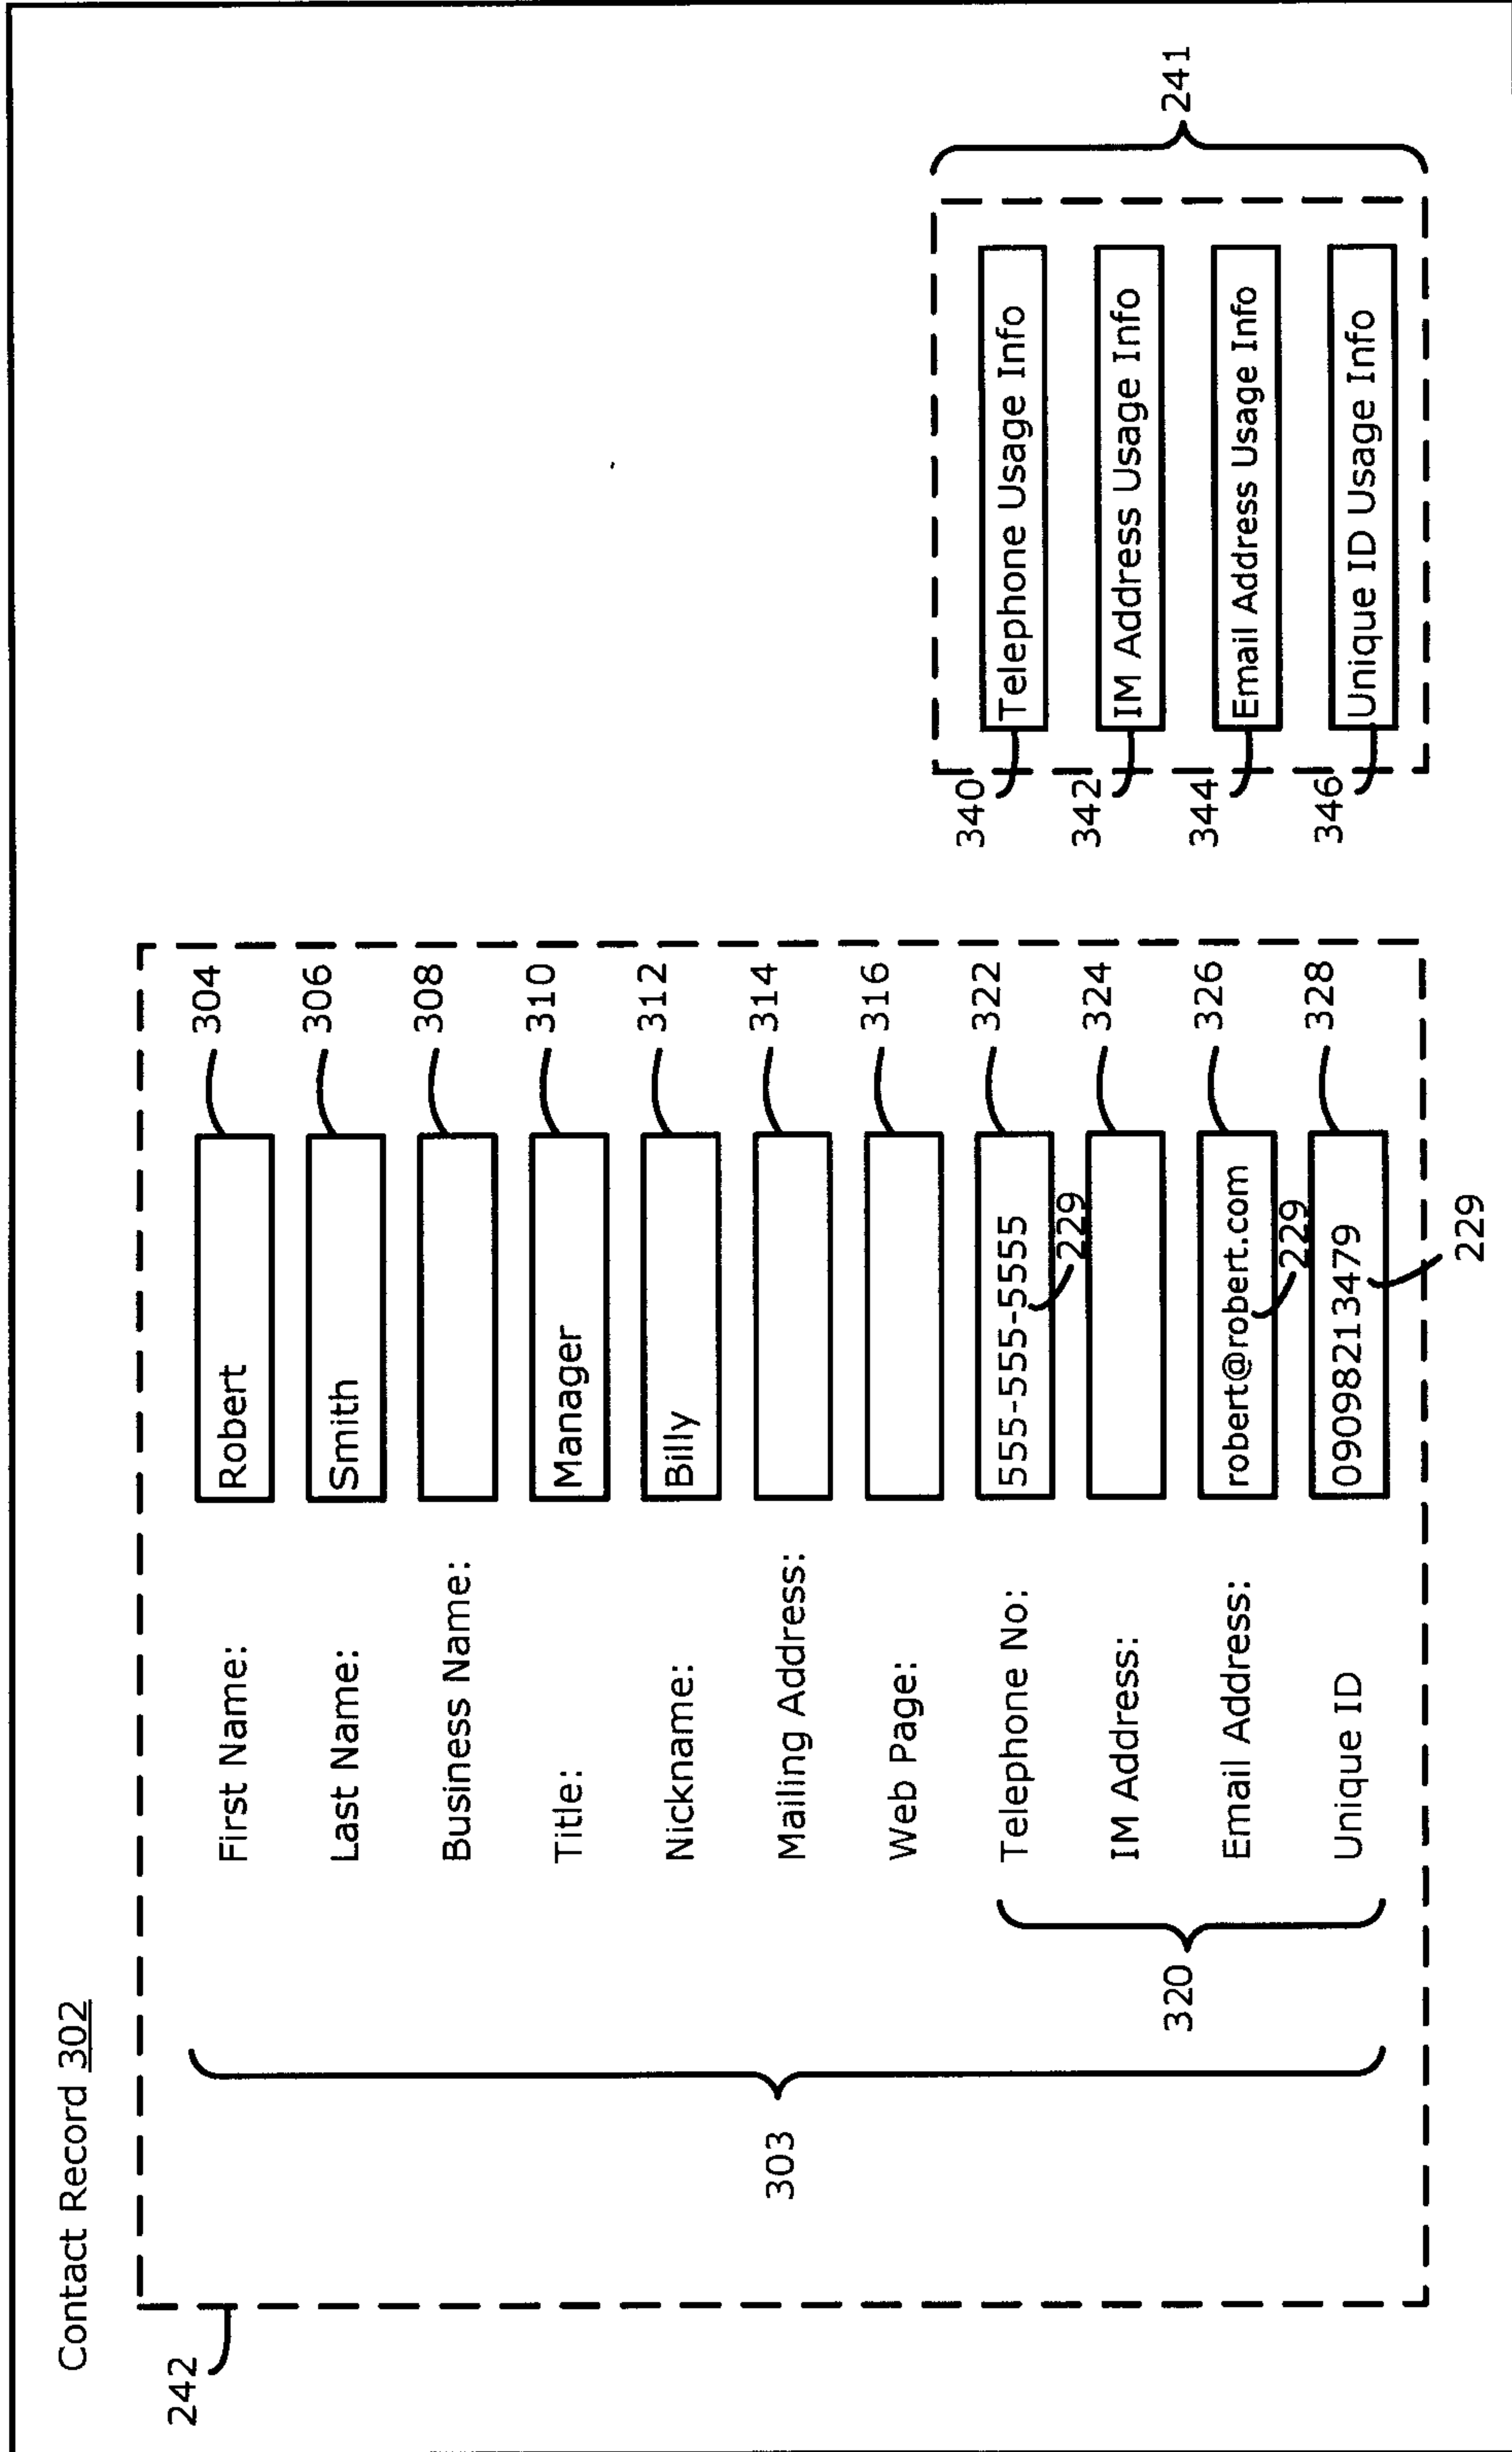 Contact Record 302
242
303
320
First Name: Robert 304
Last Name: Smith 306
Business Name: 308
Title: Manager 310
Nickname: Billy 312
Mailing Address: 314
Web Page: 316
Telephone No: 555-555-5555 322
229
IM Address: 324
Email Address: robert@robert.com 326
229
Unique ID 09098213479 328
229
340 Telephone Usage Info
342 IM Address Usage Info
344 Email Address Usage Info
346 Unique ID Usage Info
241